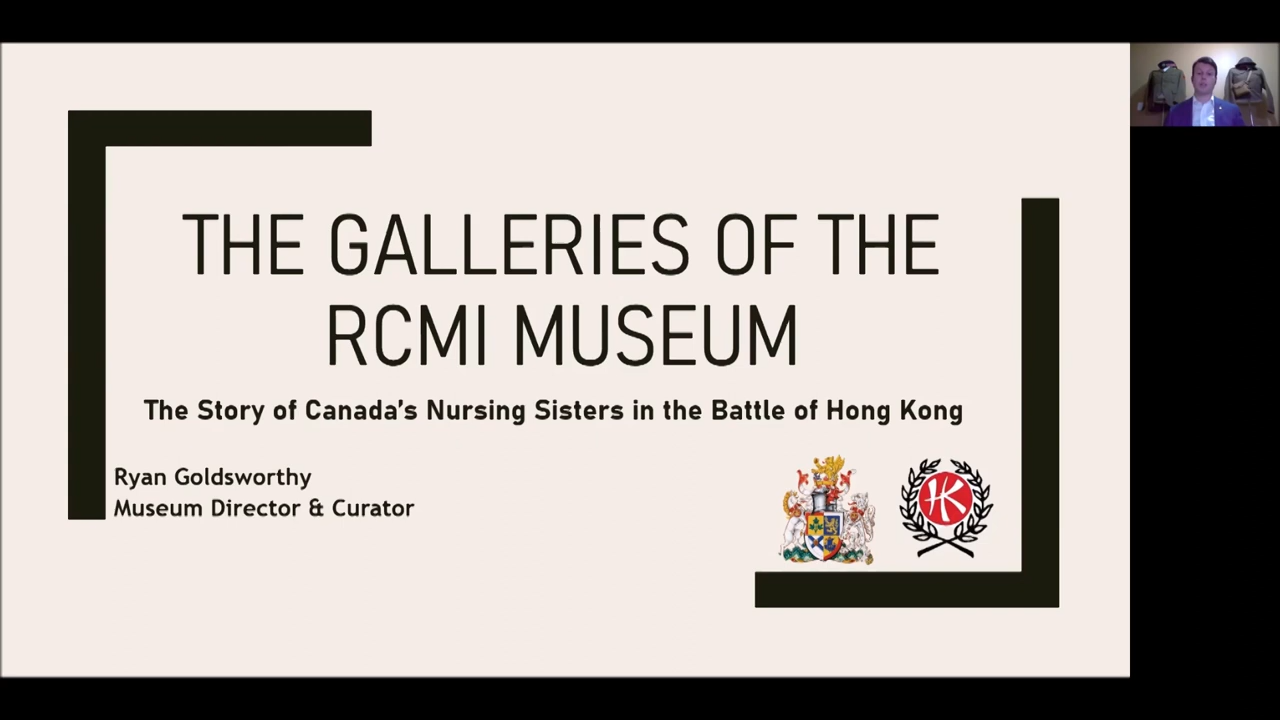 THE GALLERIES OF THE
RCMI MUSEUM
The Story of Canada's Nursing Sisters in the Battle of Hong Kong
Ryan Goldsworthy
Museum Director & Curator
HK